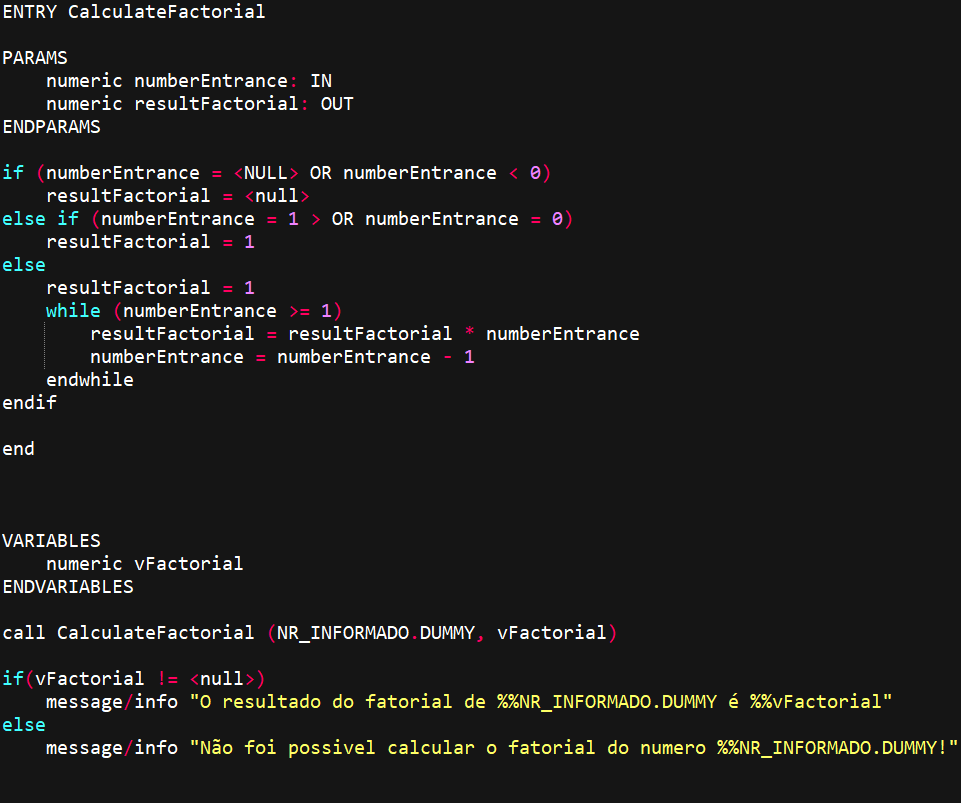 ENTRY CalculateFactorial

PARAMS
    numeric numberEntrance: IN
    numeric resultFactorial: OUT
ENDPARAMS

if (numberEntrance = <NULL> OR numberEntrance < 0)
    resultFactorial = <null>
else if (numberEntrance = 1 > OR numberEntrance = 0)
    resultFactorial = 1
else
    resultFactorial = 1
    while (numberEntrance >= 1)
        resultFactorial = resultFactorial * numberEntrance
        numberEntrance = numberEntrance - 1
    endwhile
endif

end

VARIABLES
    numeric vFactorial
ENDVARIABLES

call CalculateFactorial (NR_INFORMADO.DUMMY, vFactorial)

if(vFactorial != <null>)
    message/info "O resultado do fatorial de %%NR_INFORMADO.DUMMY é %%vFactorial"
else
    message/info "Não foi possivel calcular o fatorial do numero %%NR_INFORMADO.DUMMY!"